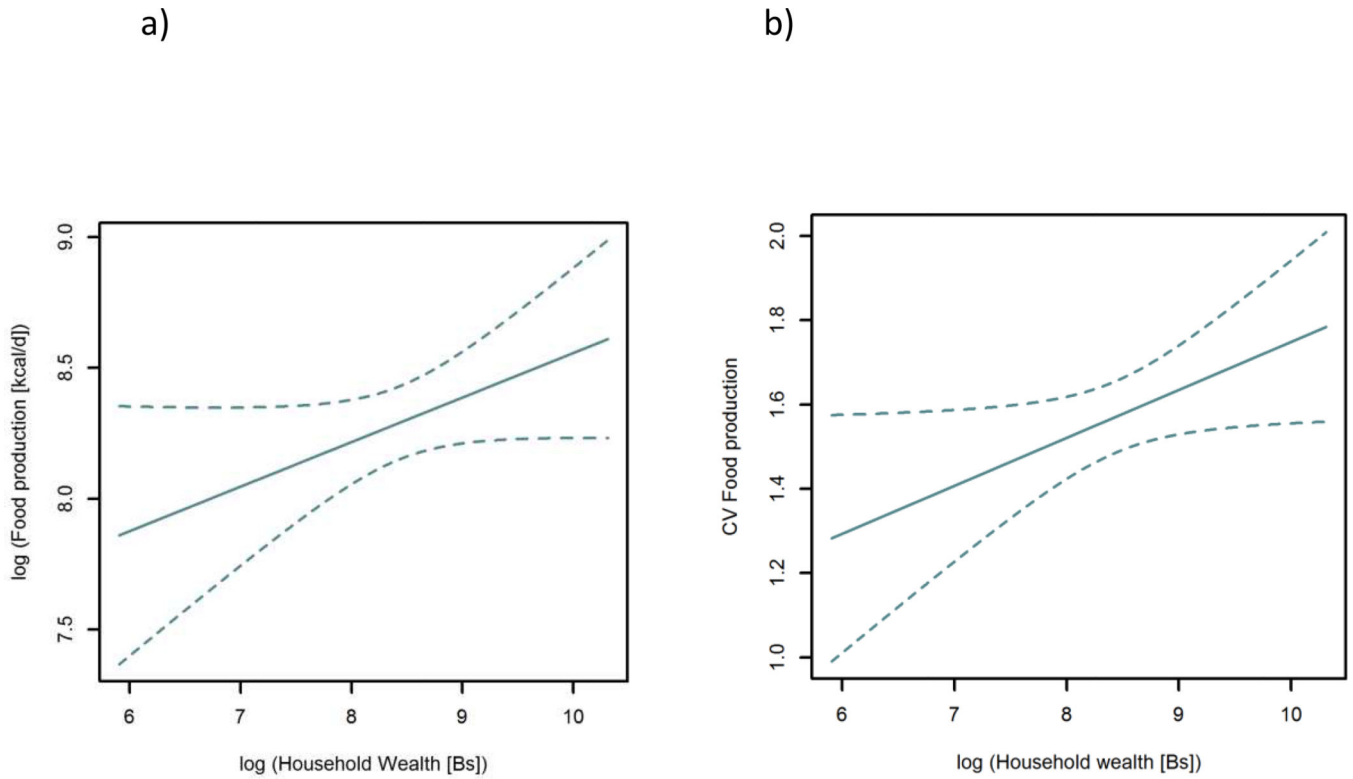 a)
b)
log (Food production [kcal/d])
9.0
8.5
8.0
7.5
6 7 8 9 10
log (Household Wealth [Bs])
CV Food production
2.0
1.8
1.6
1.4
1.2
1.0
6 7 8 9 10
log (Household wealth [Bs])